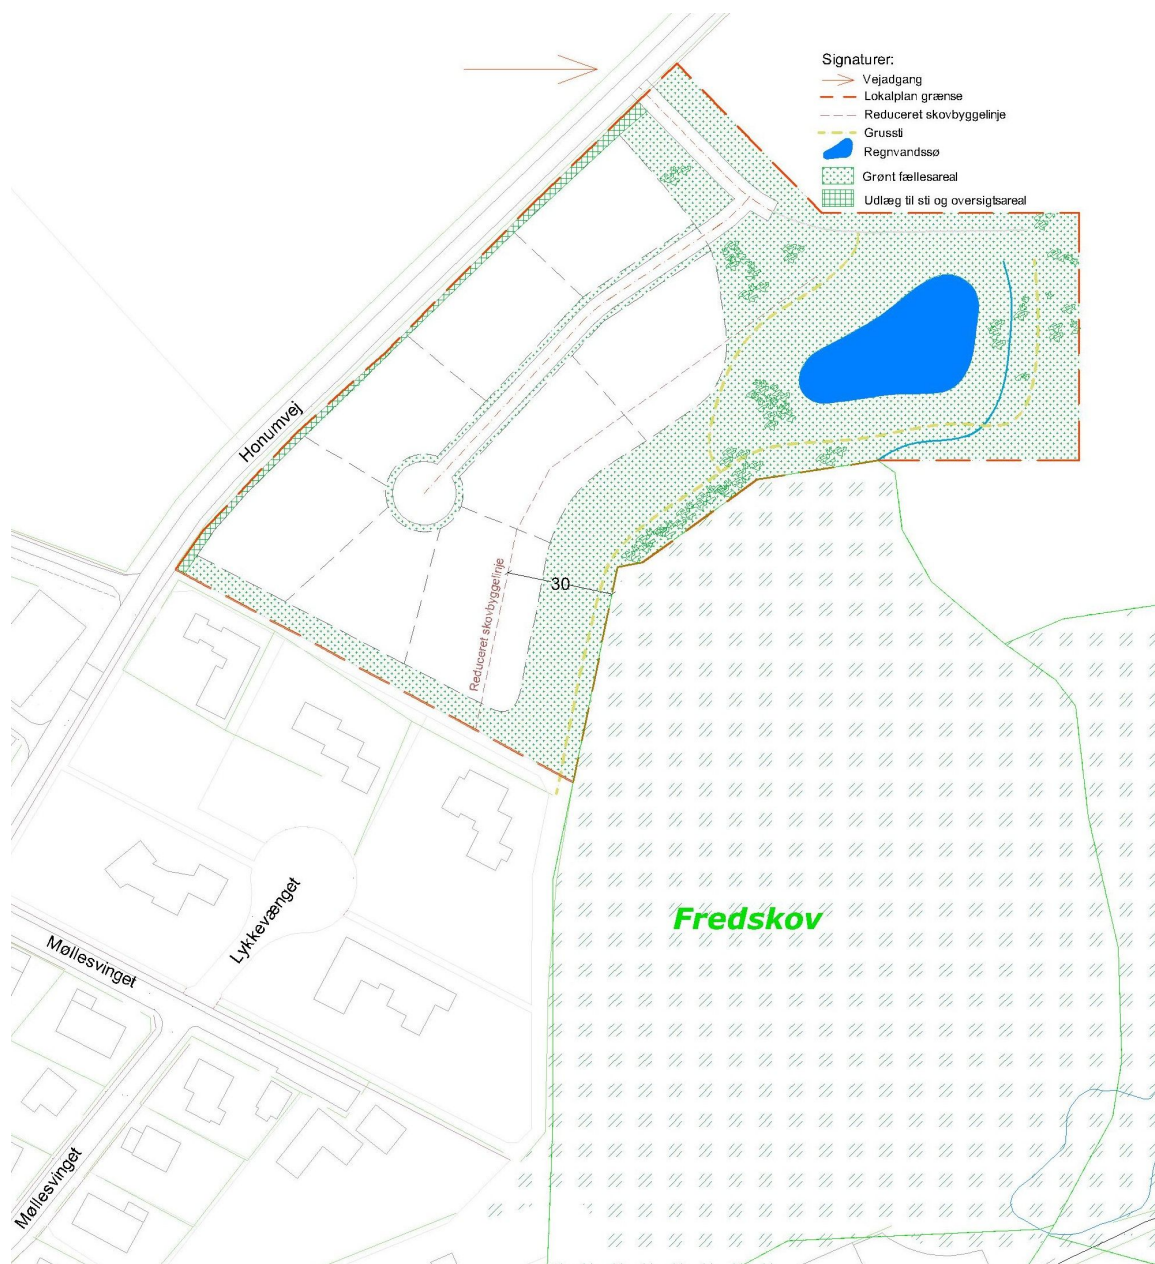 Signaturer:
Vejadgang
Lokalplan grænse
Reduceret skovbyggelinje
Grussti
Regnvandssø
Grønt fællesareal
Udlæg til sti og oversigtsareal
Honumvej
Reduceret skovbyggelinje
30
Fredskov
Lykkevænget
Møllesvinget
Møllesvinget